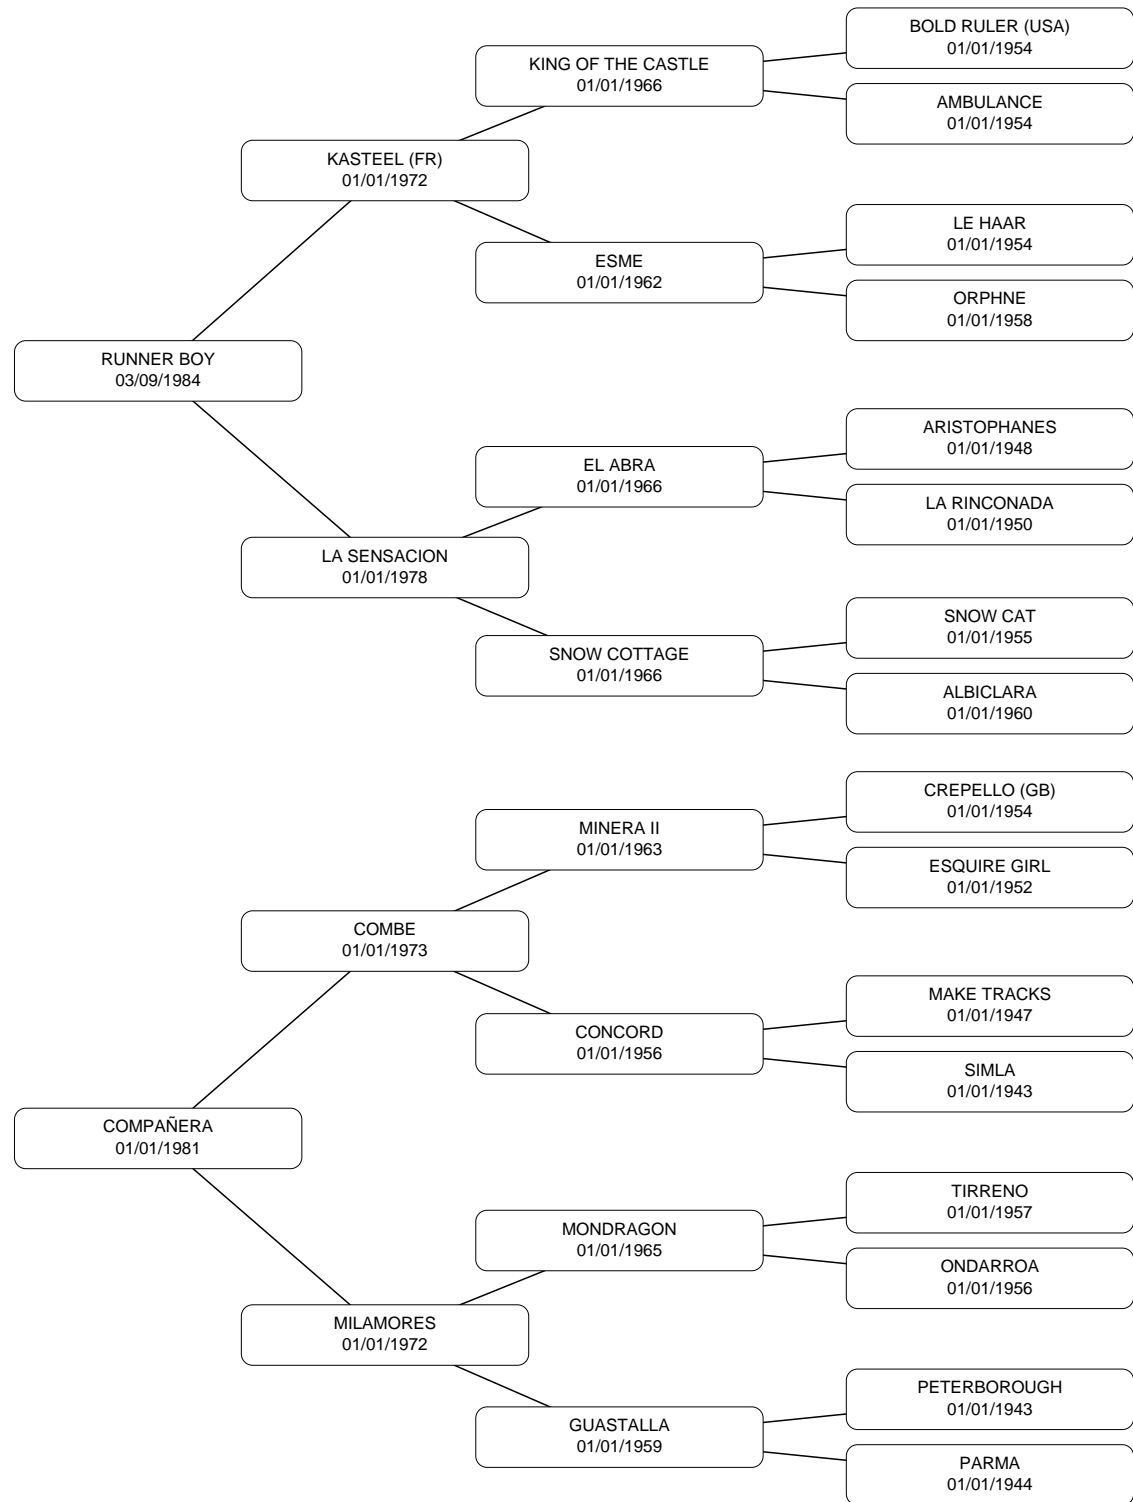 BOLD RULER (USA)
01/01/1954
KING OF THE CASTLE
01/01/1966
AMBULANCE
01/01/1954
KASTEEL (FR)
01/01/1972
LE HAAR
01/01/1954
ESME
01/01/1962
ORPHNE
01/01/1958
RUNNER BOY
03/09/1984
ARISTOPHANES
01/01/1948
EL ABRA
01/01/1966
LA RINCONADA
01/01/1950
LA SENSACION
01/01/1978
SNOW CAT
01/01/1955
SNOW COTTAGE
01/01/1966
ALBICLARA
01/01/1960
CREPELLO (GB)
01/01/1954
MINERA II
01/01/1963
ESQUIRE GIRL
01/01/1952
COMBE
01/01/1973
MAKE TRACKS
01/01/1947
CONCORD
01/01/1956
SIMLA
01/01/1943
COMPAÑERA
01/01/1981
TIRRENO
01/01/1957
MONDRAGON
01/01/1965
ONDARROA
01/01/1956
MILAMORES
01/01/1972
PETERBOROUGH
01/01/1943
GUASTALLA
01/01/1959
PARMA
01/01/1944